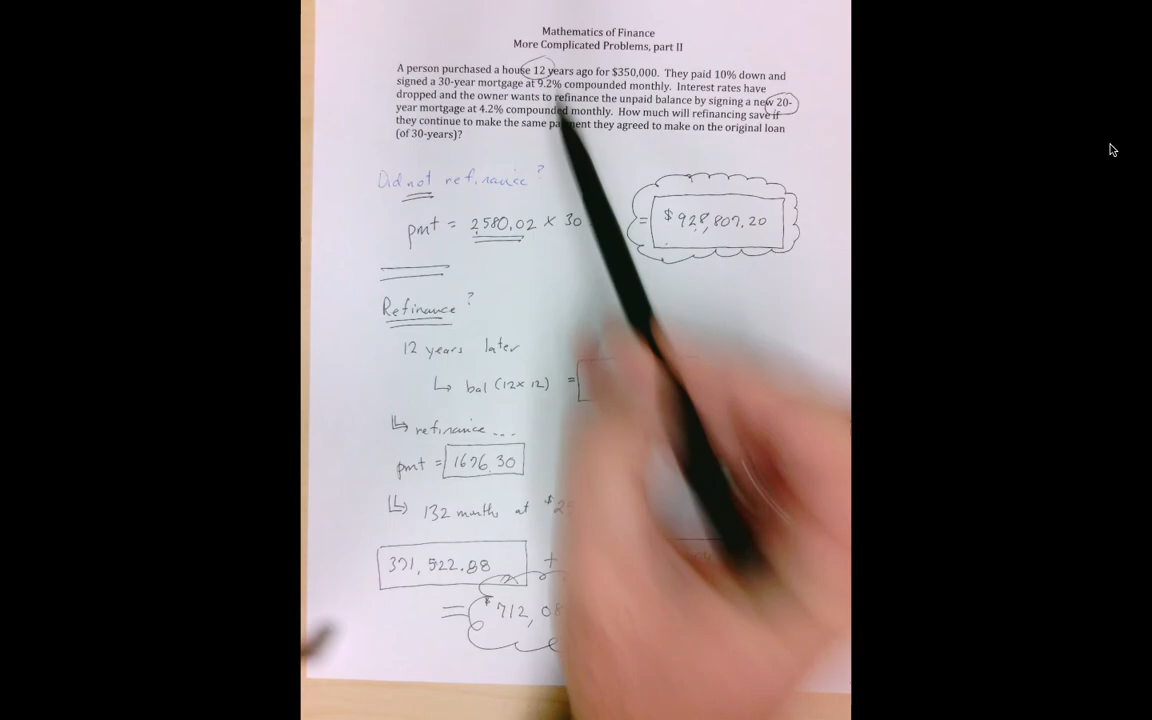 Mathematics of Finance
More Complicated Problems, part II
A person purchased a house 12 years ago for $350,000. They paid 10% down and
signed a 30-year mortgage at 9.2% compounded monthly. Interest rates have
dropped and the owner wants to refinance the unpaid balance by signing a new 20-
year mortgage at 4.2% compounded monthly. How much will refinancing save if
they continue to make the same payment they agreed to make on the original loan
(of 30-years)?
Did not refinance?
pmt = 2580.02 × 30 = $928,807.20
Refinance?
12 years later
↳ bal (12×12) =
↳ refinance...
pmt = 1696.30
↳ 132 months at $
371,522.88 +
= $712,0